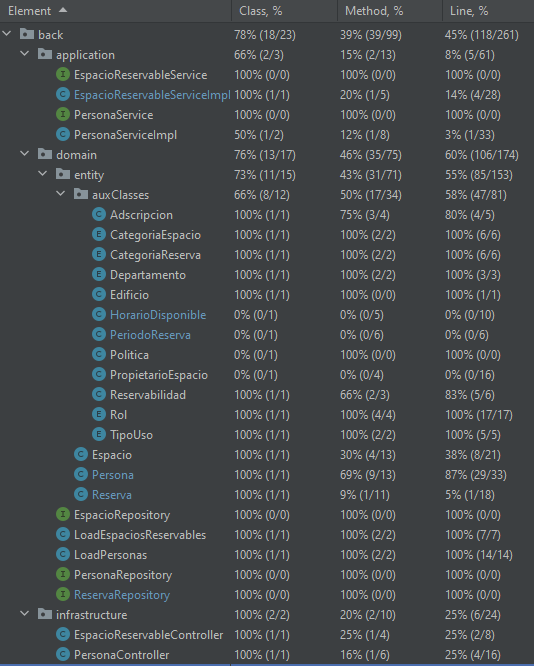 Element Class, % Method, % Line, %
back 78% (18/23) 39% (39/99) 45% (118/261)
application 66% (2/3) 15% (2/13) 8% (5/61)
I EspacioReservableService 100% (0/0) 100% (0/0) 100% (0/0)
C EspacioReservableServiceImpl 100% (1/1) 20% (1/5) 14% (4/28)
I PersonaService 100% (0/0) 100% (0/0) 100% (0/0)
C PersonaServiceImpl 50% (1/2) 12% (1/8) 3% (1/33)
domain 76% (13/17) 46% (35/75) 60% (106/174)
entity 73% (11/15) 43% (31/71) 55% (85/153)
auxClasses 66% (8/12) 50% (17/34) 58% (47/81)
C Adscripcion 100% (1/1) 75% (3/4) 80% (4/5)
E CategoriaEspacio 100% (1/1) 100% (2/2) 100% (6/6)
E CategoriaReserva 100% (1/1) 100% (2/2) 100% (6/6)
E Departamento 100% (1/1) 100% (2/2) 100% (3/3)
C Edificio 100% (1/1) 100% (0/0) 100% (1/1)
C HorarioDisponible 0% (0/1) 0% (0/5) 0% (0/10)
C PeriodoReserva 0% (0/1) 0% (0/6) 0% (0/6)
C Politica 0% (0/1) 100% (0/0) 100% (0/0)
C PropietarioEspacio 0% (0/1) 0% (0/4) 0% (0/16)
C Reservabilidad 100% (1/1) 66% (2/3) 83% (5/6)
E Rol 100% (1/1) 100% (4/4) 100% (17/17)
E TipoUso 100% (1/1) 100% (2/2) 100% (5/5)
C Espacio 100% (1/1) 30% (4/13) 38% (8/21)
C Persona 100% (1/1) 69% (9/13) 87% (29/33)
C Reserva 100% (1/1) 9% (1/11) 5% (1/18)
I EspacioRepository 100% (0/0) 100% (0/0) 100% (0/0)
C LoadEspaciosReservables 100% (1/1) 100% (2/2) 100% (7/7)
C LoadPersonas 100% (1/1) 100% (2/2) 100% (14/14)
I PersonaRepository 100% (0/0) 100% (0/0) 100% (0/0)
I ReservaRepository 100% (0/0) 100% (0/0) 100% (0/0)
infrastructure 100% (2/2) 20% (2/10) 25% (6/24)
C EspacioReservableController 100% (1/1) 25% (1/4) 25% (2/8)
C PersonaController 100% (1/1) 16% (1/6) 25% (4/16)